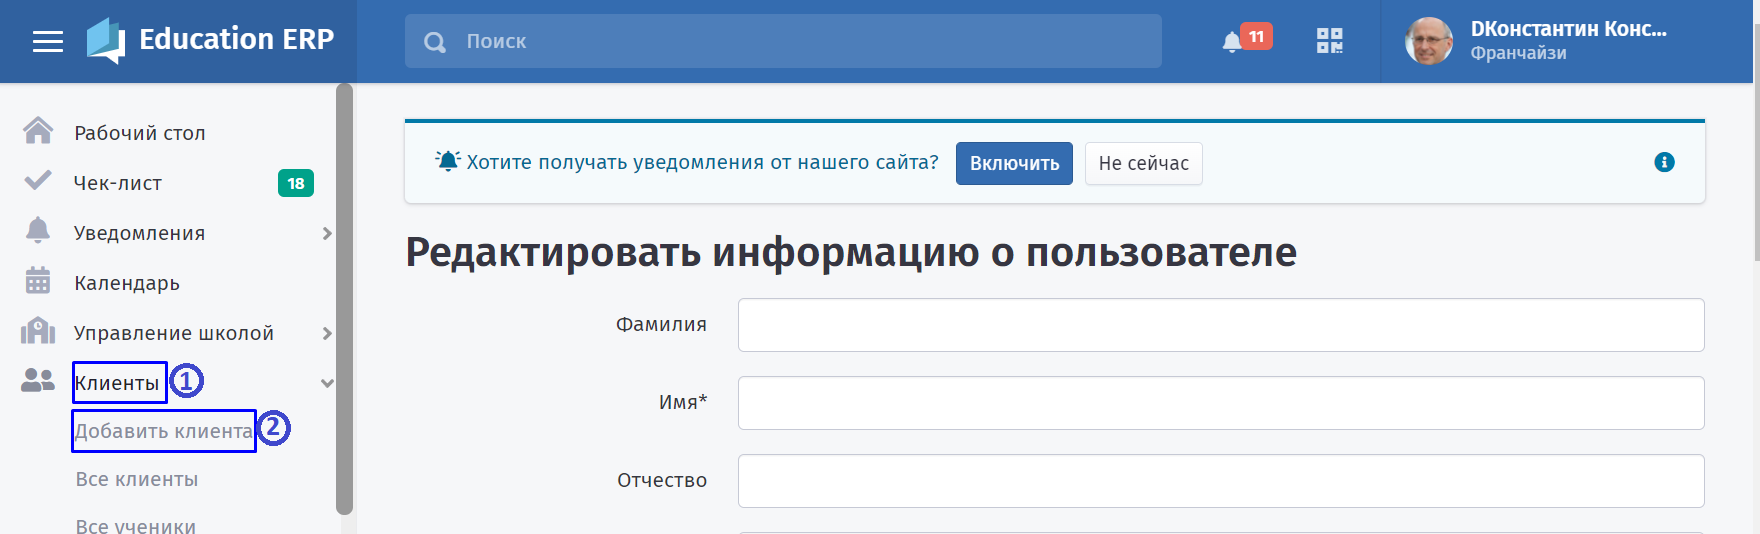 Education ERP
Поиск
11
DКонстантин Конс...
Франчайзи
Рабочий стол
Чек-лист 18
Уведомления
Календарь
Управление школой
Клиенты 1
Добавить клиента 2
Все клиенты
Все ученики
Хотите получать уведомления от нашего сайта? Включить Не сейчас
Редактировать информацию о пользователе
Фамилия
Имя*
Отчество